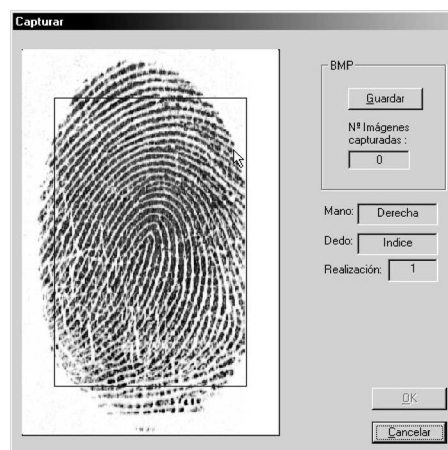 Capturar
BMP
Guardar
Nº Imágenes
capturadas :
0
Mano: Derecha
Dedo: Indice
Realización: 1
OK
Cancelar